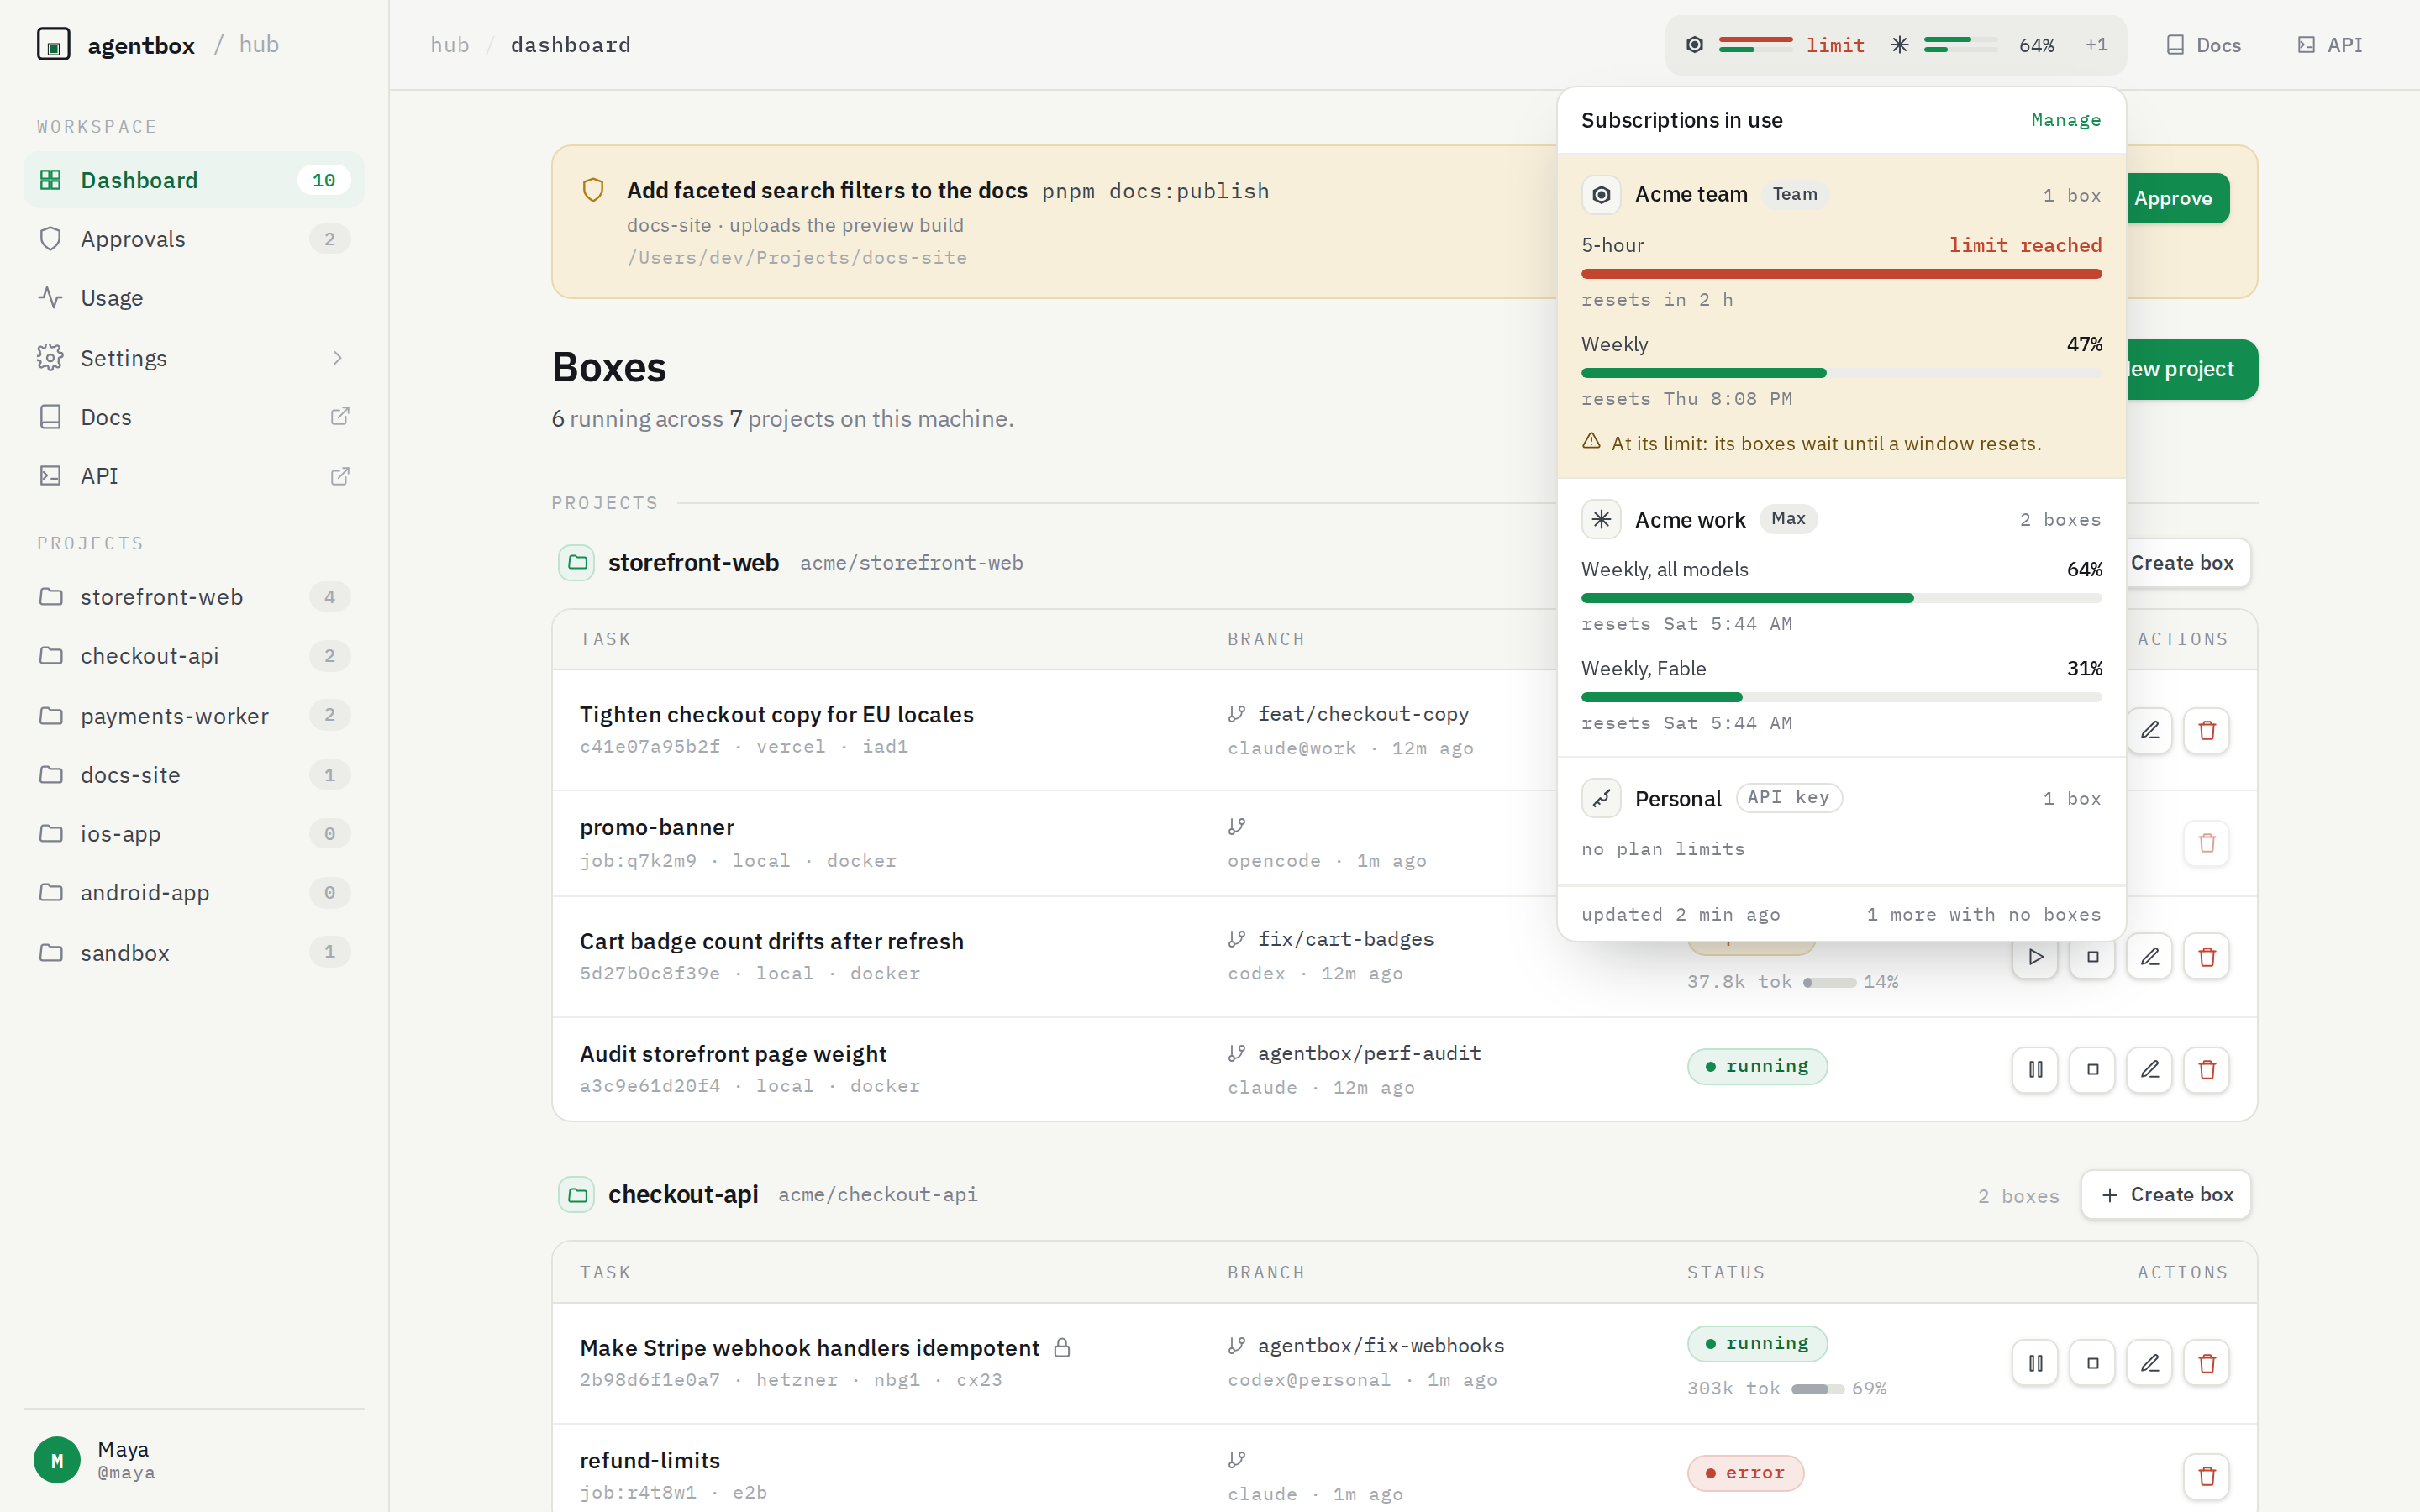 agentbox / hub
WORKSPACE
Dashboard 10
Approvals 2
Usage
Settings
Docs
API
PROJECTS
storefront-web 4
checkout-api 2
payments-worker 2
docs-site 1
ios-app 0
android-app 0
sandbox 1
M
Maya
@maya
hub / dashboard
limit 64% +1
Docs
API
Add faceted search filters to the docs pnpm docs:publish
docs-site · uploads the preview build
/Users/dev/Projects/docs-site
Approve
Boxes
6 running across 7 projects on this machine.
project
Subscriptions in use Manage
Acme team Team 1 box
5-hour limit reached
resets in 2 h
Weekly 47%
resets Thu 8:08 PM
At its limit: its boxes wait until a window resets.
Acme work Max 2 boxes
Weekly, all models 64%
resets Sat 5:44 AM
Weekly, Fable 31%
resets Sat 5:44 AM
Personal API key 1 box
no plan limits
updated 2 min ago 1 more with no boxes
PROJECTS
storefront-web acme/storefront-web Create box
TASK BRANCH ACTIONS
Tighten checkout copy for EU locales feat/checkout-copy
c41e07a95b2f · vercel · iad1 claude@work · 12m ago
promo-banner
job:q7k2m9 · local · docker opencode · 1m ago
Cart badge count drifts after refresh fix/cart-badges
5d27b0c8f39e · local · docker codex · 12m ago 37.8k tok 14%
Audit storefront page weight agentbox/perf-audit running
a3c9e61d20f4 · local · docker claude · 12m ago
checkout-api acme/checkout-api 2 boxes Create box
TASK BRANCH STATUS ACTIONS
Make Stripe webhook handlers idempotent agentbox/fix-webhooks running
2b98d6f1e0a7 · hetzner · nbg1 · cx23 codex@personal · 1m ago 303k tok 69%
refund-limits error
job:r4t8w1 · e2b claude · 1m ago